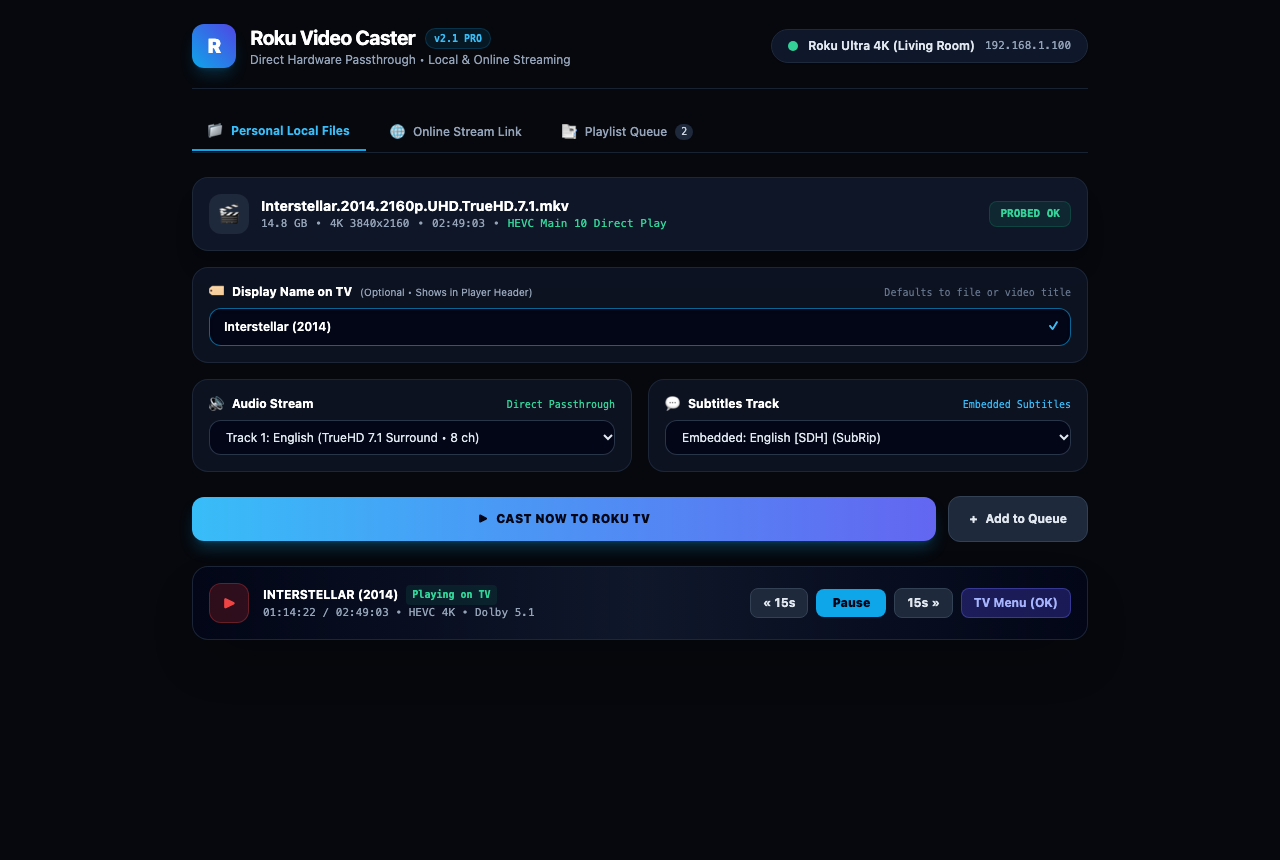 R
Roku Video Caster v2.1 PRO
Direct Hardware Passthrough • Local & Online Streaming
Roku Ultra 4K (Living Room) 192.168.1.100
Personal Local Files
Online Stream Link
Playlist Queue 2
Interstellar.2014.2160p.UHD.TrueHD.7.1.mkv
14.8 GB • 4K 3840x2160 • 02:49:03 • HEVC Main 10 Direct Play
PROBED OK
Display Name on TV (Optional • Shows in Player Header)
Defaults to file or video title
Interstellar (2014)
Audio Stream
Direct Passthrough
Track 1: English (TrueHD 7.1 Surround • 8 ch)
Subtitles Track
Embedded Subtitles
Embedded: English [SDH] (SubRip)
▶ CAST NOW TO ROKU TV
+ Add to Queue
INTERSTELLAR (2014) Playing on TV
01:14:22 / 02:49:03 • HEVC 4K • Dolby 5.1
« 15s
Pause
15s »
TV Menu (OK)